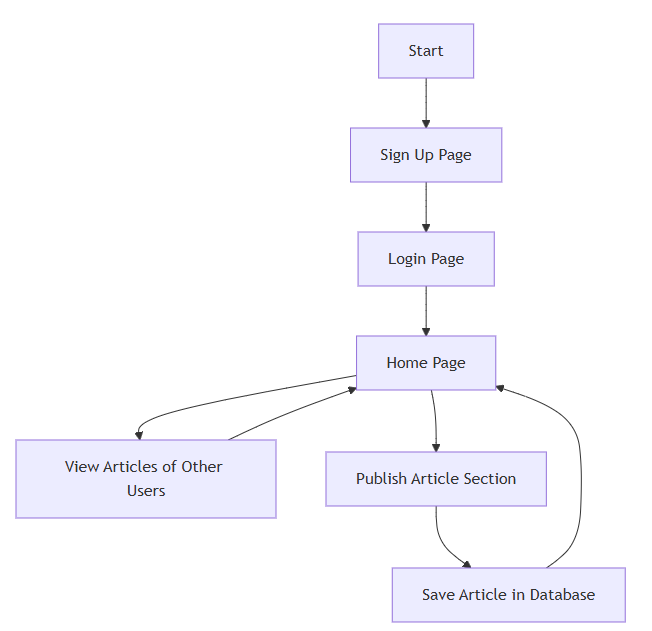 Start
Sign Up Page
Login Page
Home Page
View Articles of Other
Users
Publish Article Section
Save Article in Database